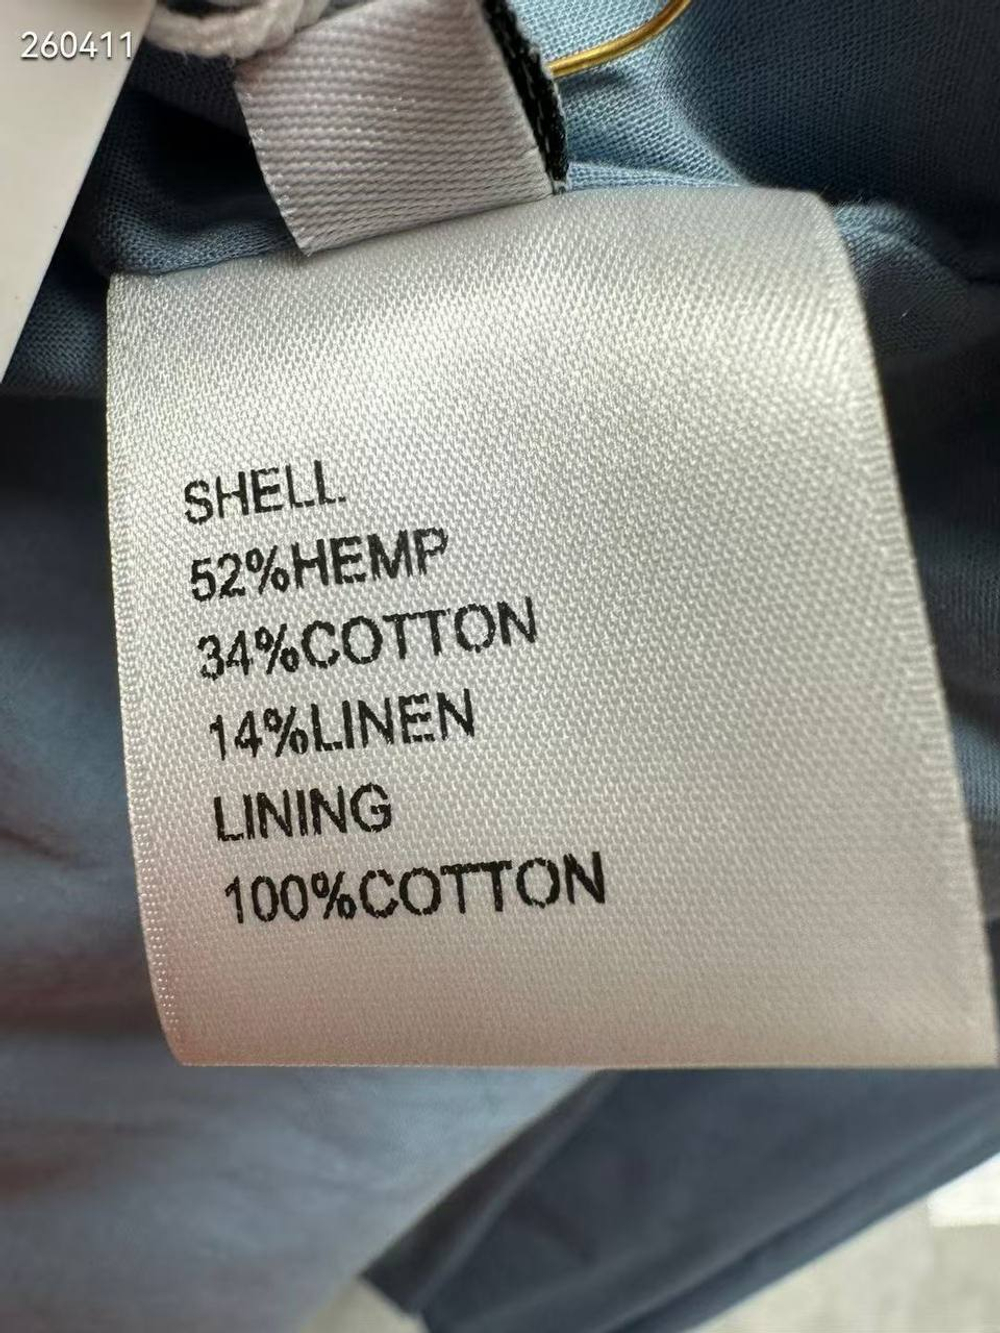 260411
SHELL
52%HEMP
34%COTTON
14%LINEN
LINING
100%COTTON